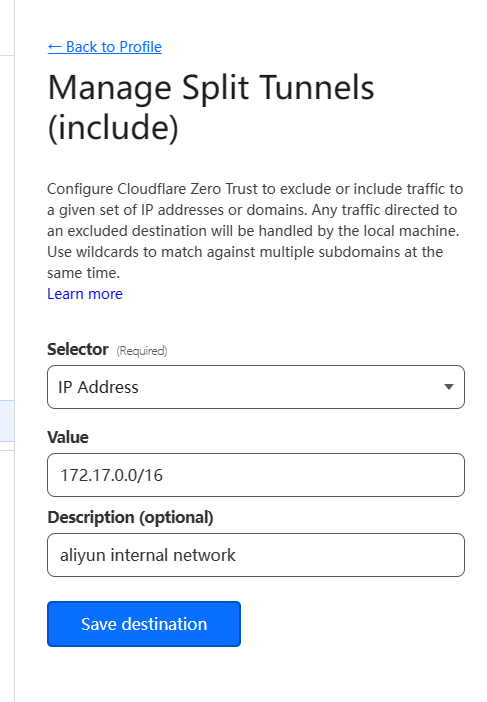 ← Back to Profile
Manage Split Tunnels
(include)
Configure Cloudflare Zero Trust to exclude or include traffic to
a given set of IP addresses or domains. Any traffic directed to
an excluded destination will be handled by the local machine.
Use wildcards to match against multiple subdomains at the
same time.
Learn more
Selector (Required)
IP Address
Value
172.17.0.0/16
Description (optional)
aliyun internal network
Save destination